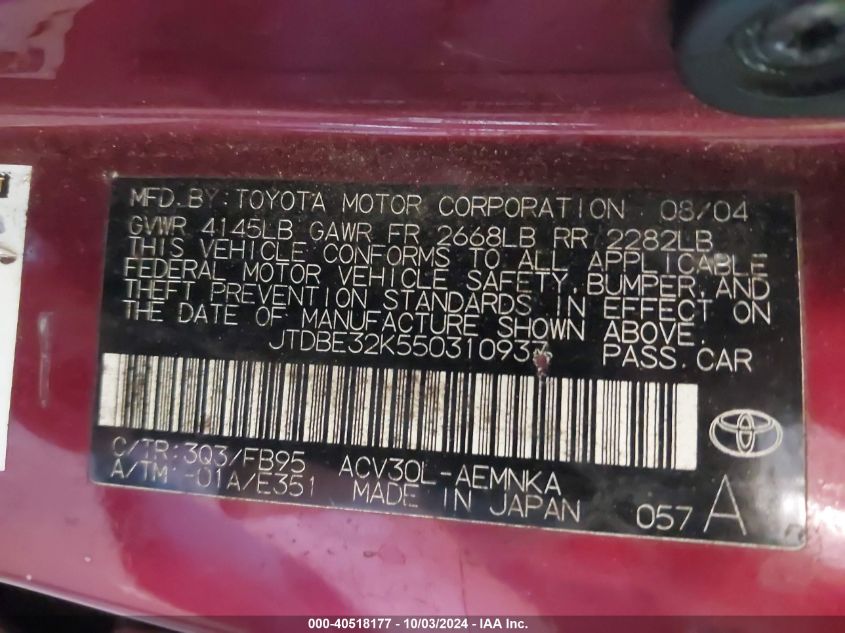 MFD.BY:TOYOTA MOTOR CORPORATION 08/04
GVWR 4145LB GAWR FR 2668LB RR 2282LB
THIS VEHICLE CONFORMS TO ALL APPLICABLE
FEDERAL MOTOR VEHICLE SAFETY,BUMPER,AND
THEFT PREVENTION STANDARDS IN EFFECT ON
THE DATE OF MANUFACTURE SHOWN ABOVE.
JTDBE32K550310937 PASS.CAR
C/TR:3Q3/FB95 ACV30L-AEMNKA
A/TM:-01A/E351 MADE IN JAPAN
057 A
000-40518177 - 10/03/2024 - IAA Inc.